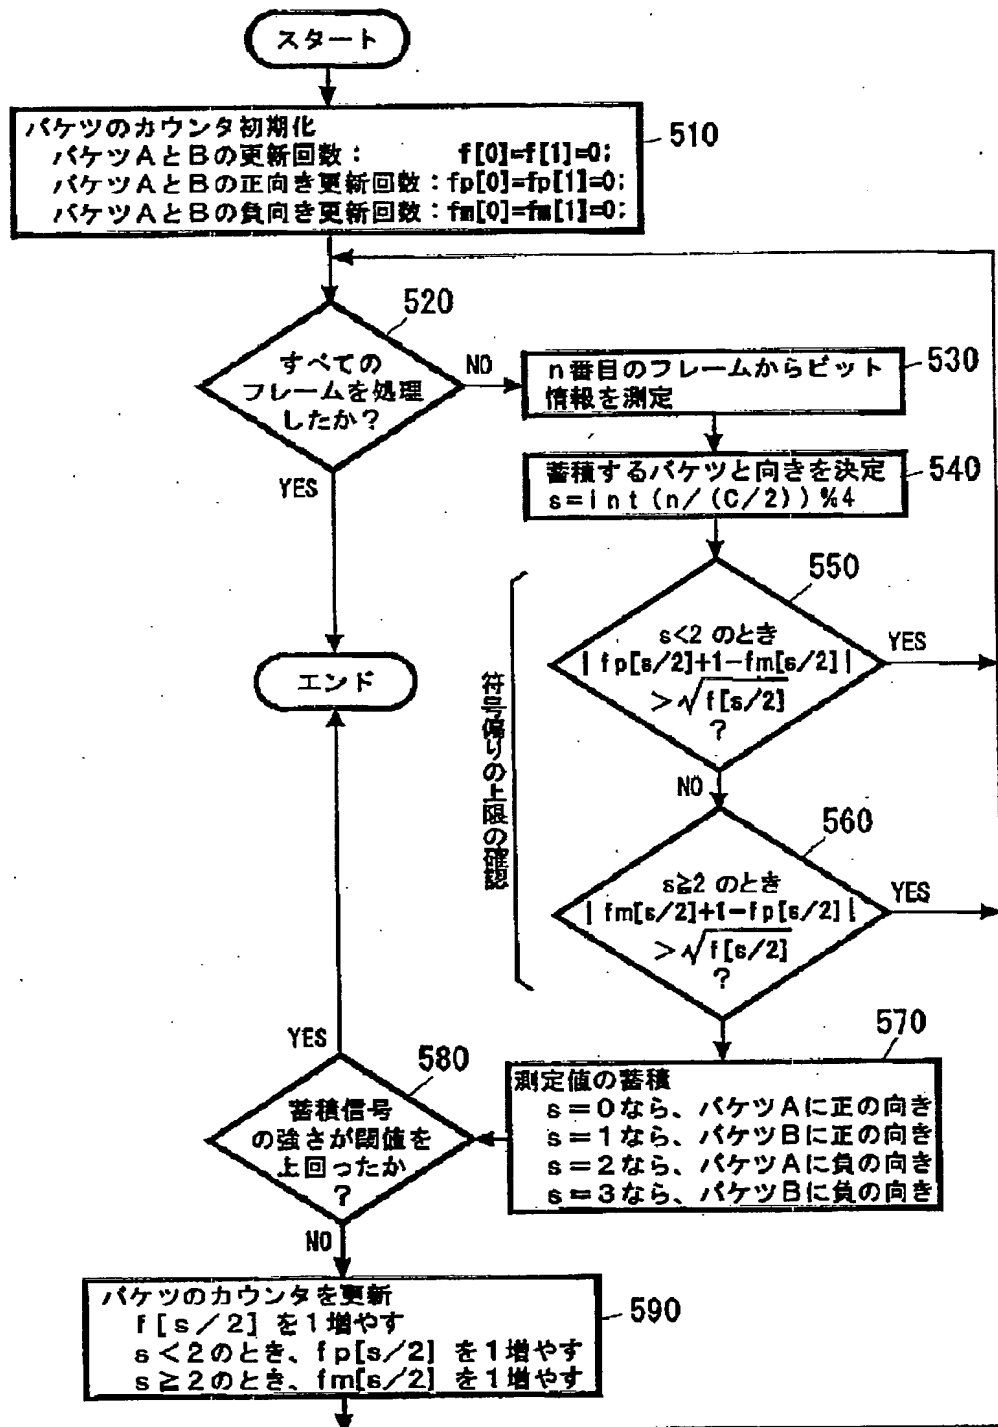 スタート
バケツのカウンタ初期化
バケツAとBの更新回数: f[0]=f[1]=0;
バケツAとBの正向き更新回数:fp[0]=fp[1]=0;
バケツAとBの負向き更新回数:fm[0]=fm[1]=0;
510
520
すべての
フレームを処理
したか?
NO
YES
n番目のフレームからビット
情報を測定
530
蓄積するバケツと向きを決定
s=int(n/(C/2))%4
540
550
s<2 のとき
|fp[s/2]+1-fm[s/2]|
>√f[s/2]
?
YES
NO
エンド
符号偏りの上限の確認
560
s≧2 のとき
|fm[s/2]+1-fp[s/2]|
>√f[s/2]
?
YES
570
測定値の蓄積
s=0なら、バケツAに正の向き
s=1なら、バケツBに正の向き
s=2なら、バケツAに負の向き
s=3なら、バケツBに負の向き
YES
580
蓄積信号
の強さが閾値を
上回ったか
?
NO
バケツのカウンタを更新
f[s/2]を1増やす
s<2のとき、fp[s/2]を1増やす
s≧2のとき、fm[s/2]を1増やす
590